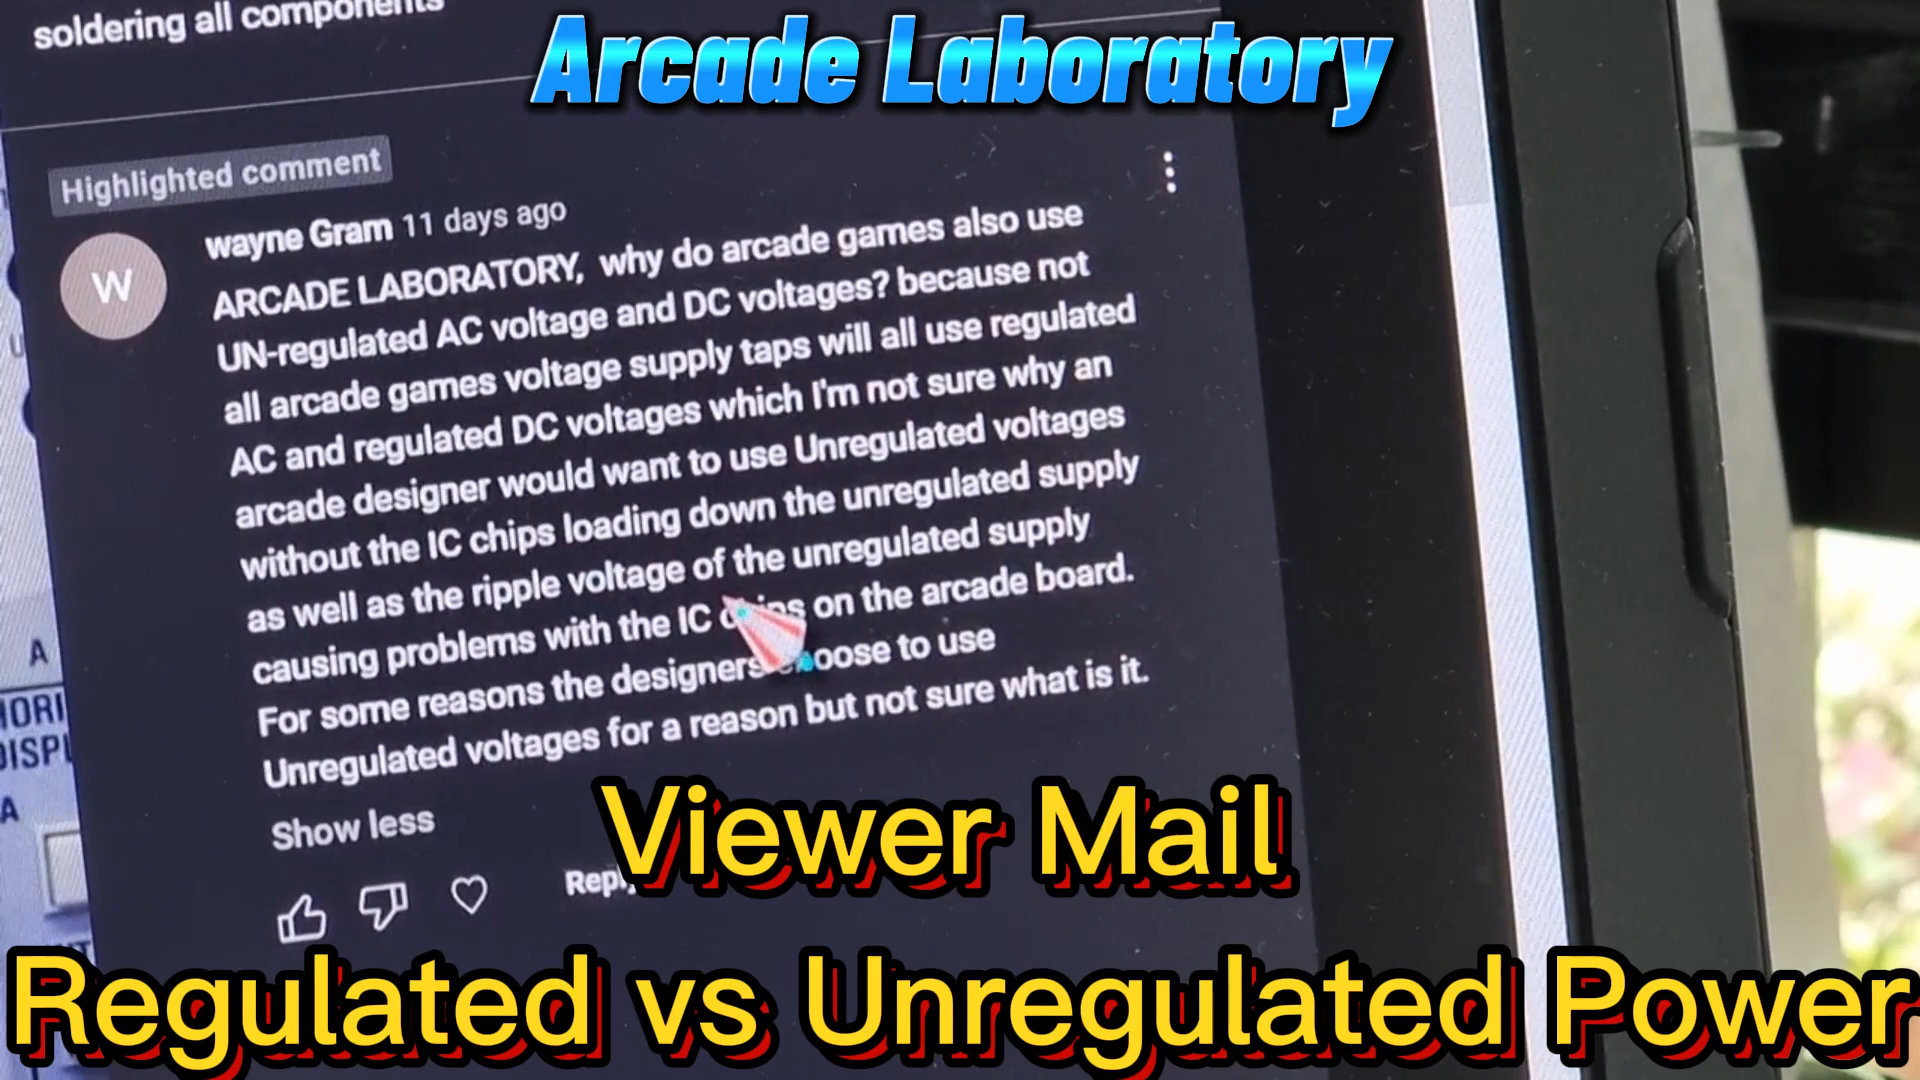 soldering all components
Arcade Laboratory
Highlighted comment
wayne Gram 11 days ago
W
ARCADE LABORATORY, why do arcade games also use
UN-regulated AC voltage and DC voltages? because not
all arcade games voltage supply taps will all use regulated
AC and regulated DC voltages which I'm not sure why an
arcade designer would want to use Unregulated voltages
without the IC chips loading down the unregulated supply
as well as the ripple voltage of the unregulated supply
causing problems with the IC chips on the arcade board.
For some reasons the designers choose to use
Unregulated voltages for a reason but not sure what is it.
Show less
Reply
A
A
Viewer Mail
Regulated vs Unregulated Power